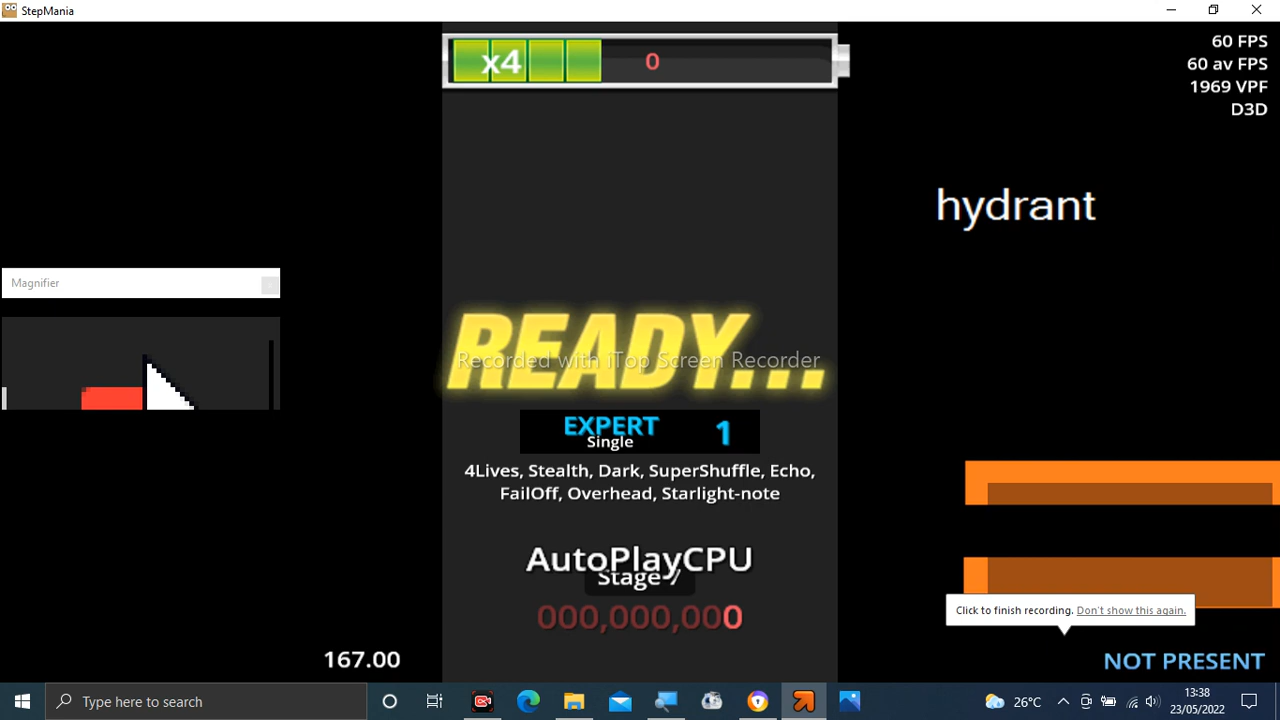 StepMania
x4
0
60 FPS
60 av FPS
1969 VPF
D3D
hydrant
Magnifier
READY...
Recorded with iTop Screen Recorder
EXPERT 1
Single
4Lives, Stealth, Dark, SuperShuffle, Echo,
FailOff, Overhead, Starlight-note
AutoPlayCPU
Stage 7
000,000,000
Click to finish recording. Don't show this again.
167.00
NOT PRESENT
Type here to search
26°C
13:38
23/05/2022